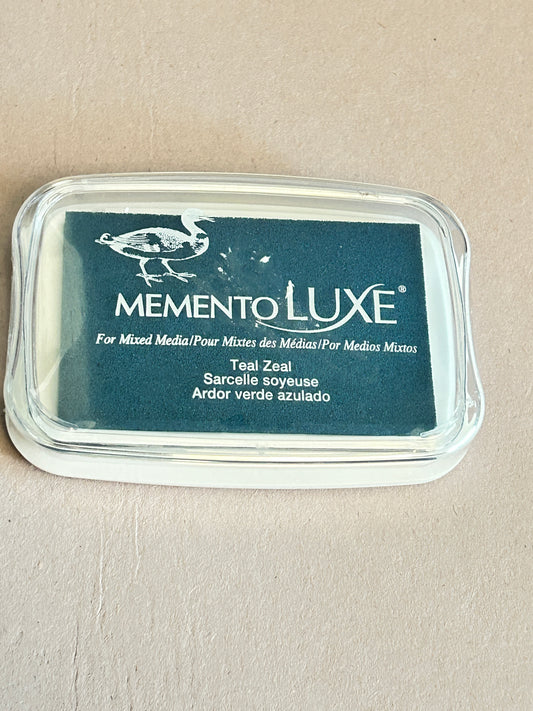 MEMENTO LUXE®
For Mixed Media/Pour Mixtes des Médias/Por Medios Mixtos
Teal Zeal
Sarcelle soyeuse
Ardor verde azulado